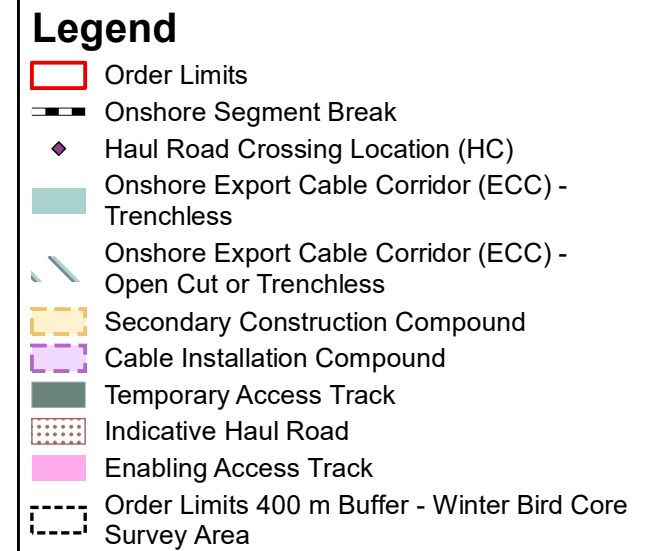 Legend
Order Limits
Onshore Segment Break
Haul Road Crossing Location (HC)
Onshore Export Cable Corridor (ECC) -
Trenchless
Onshore Export Cable Corridor (ECC) -
Open Cut or Trenchless
Secondary Construction Compound
Cable Installation Compound
Temporary Access Track
Indicative Haul Road
Enabling Access Track
Order Limits 400 m Buffer - Winter Bird Core
Survey Area